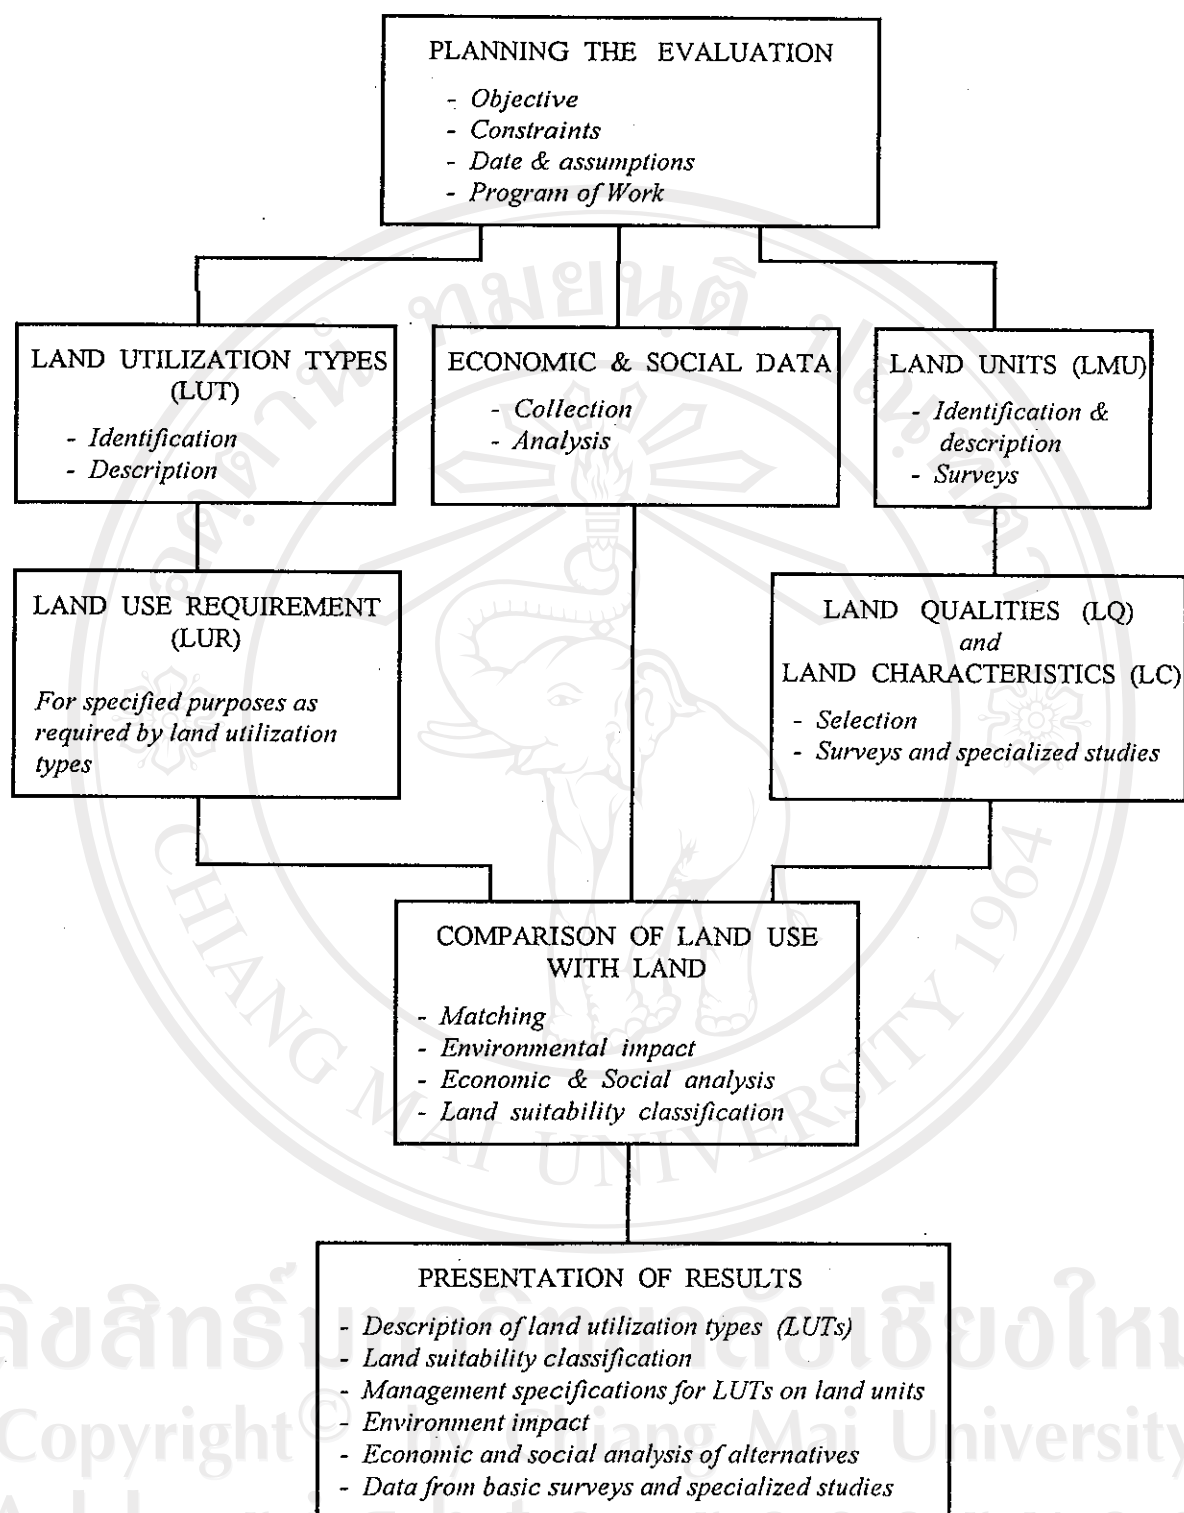 PLANNING THE EVALUATION
- Objective
- Constraints
- Date & assumptions
- Program of Work
LAND UTILIZATION TYPES
(LUT)
- Identification
- Description
ECONOMIC & SOCIAL DATA
- Collection
- Analysis
LAND UNITS (LMU)
- Identification &
description
- Surveys
LAND USE REQUIREMENT
(LUR)
For specified purposes as
required by land utilization
types
LAND QUALITIES (LQ)
and
LAND CHARACTERISTICS (LC)
- Selection
- Surveys and specialized studies
COMPARISON OF LAND USE
WITH LAND
- Matching
- Environmental impact
- Economic & Social analysis
- Land suitability classification
PRESENTATION OF RESULTS
- Description of land utilization types (LUTs)
- Land suitability classification
- Management specifications for LUTs on land units
- Environment impact
- Economic and social analysis of alternatives
- Data from basic surveys and specialized studies
CHIANG MAI UNIVERSITY 1964
Copyright© by Chiang Mai University